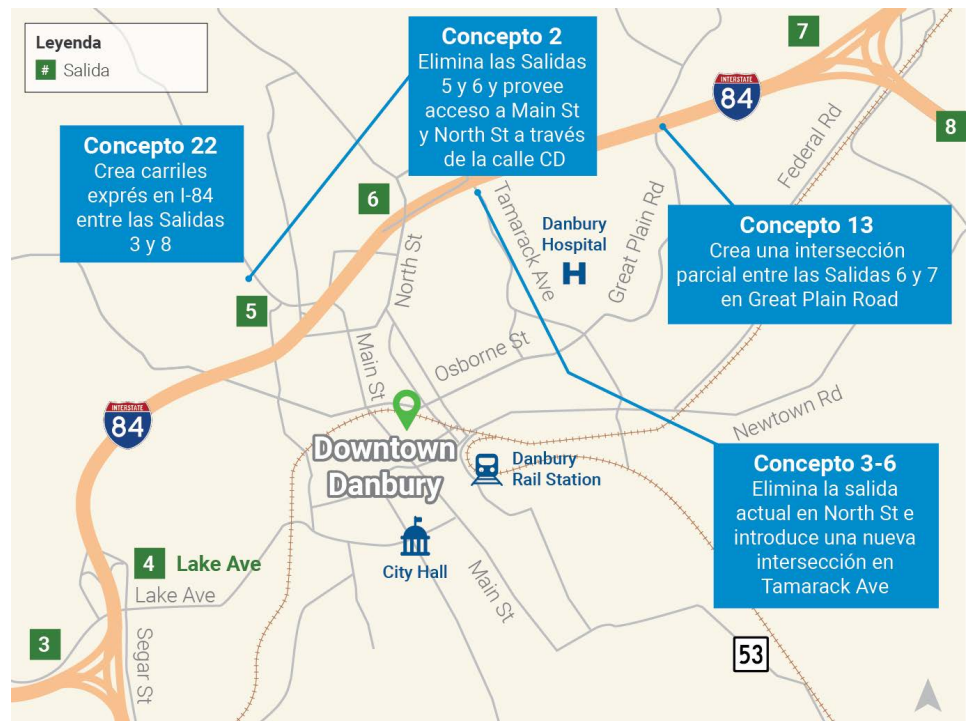 Leyenda
# Salida
Concepto 2
Elimina las Salidas
5 y 6 y provee
acceso a Main St
y North St a través
de la calle CD
7
INTERSTATE
84
8
Concepto 22
Crea carriles
exprés en I-84
entre las Salidas
3 y 8
6
North St
Tamarack Ave
Danbury
Hospital
H
Great Plain Rd
Federal Rd
Concepto 13
Crea una intersección
parcial entre las Salidas 6 y 7
en Great Plain Road
5
Main St
Osborne St
INTERSTATE
84
Downtown
Danbury
Danbury
Rail Station
Newtown Rd
Concepto 3-6
Elimina la salida
actual en North St e
introduce una nueva
intersección en
Tamarack Ave
City Hall
Main St
4 Lake Ave
Lake Ave
3
Segar St
53